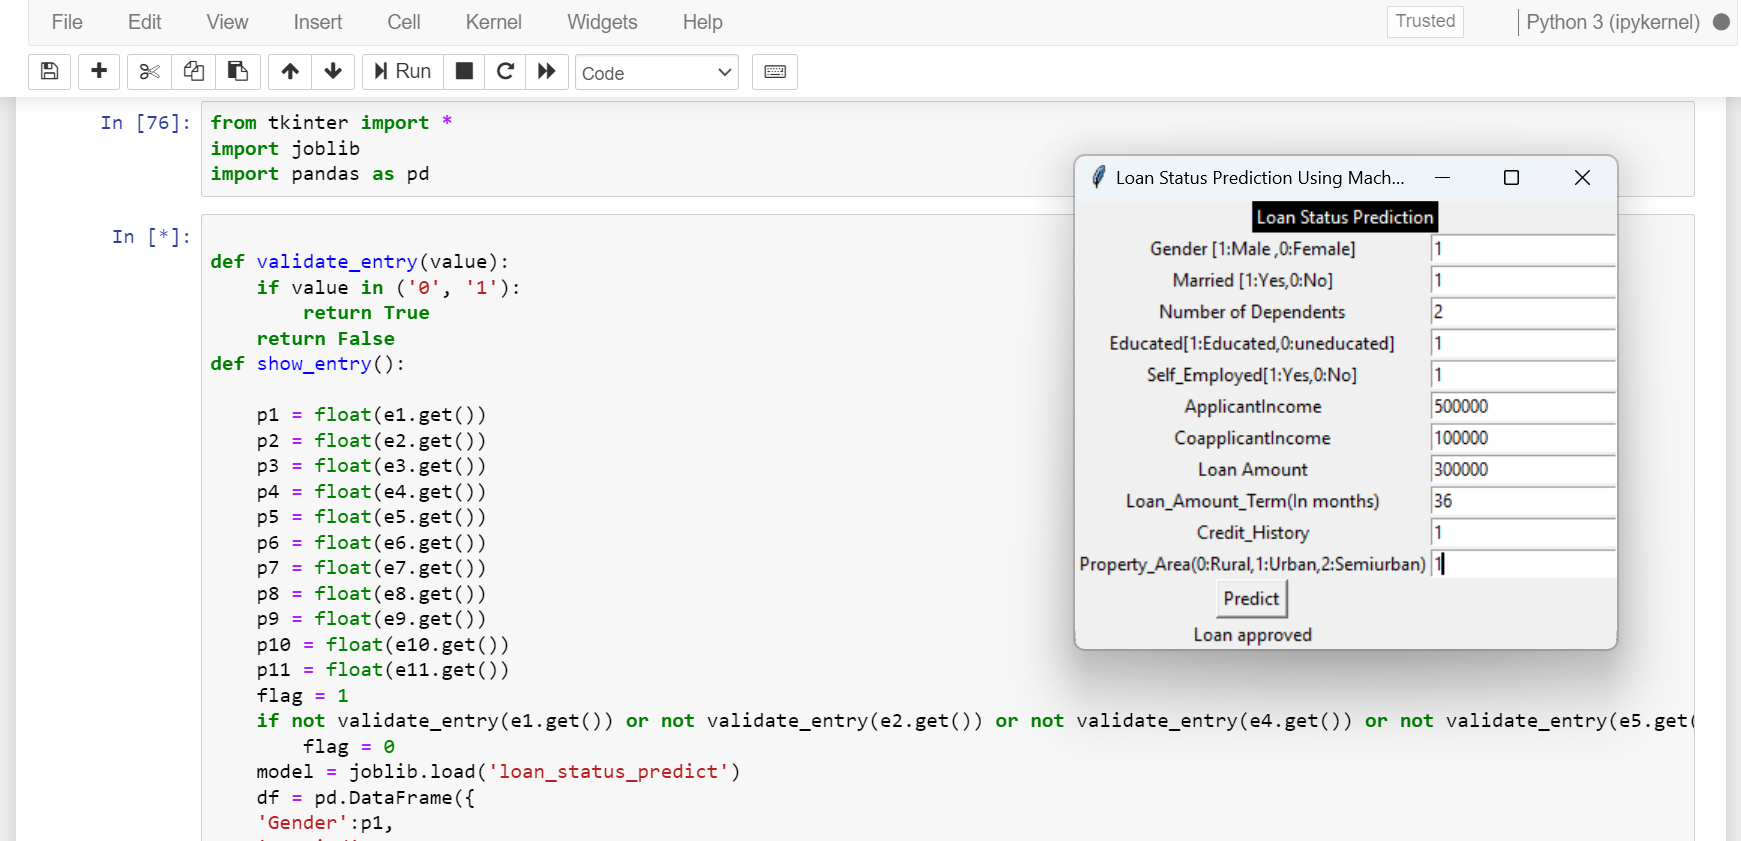 File Edit View Insert Cell Kernel Widgets Help Trusted Python 3 (ipykernel)
Run Code
In [76]: from tkinter import *
import joblib
import pandas as pd
In [*]:
def validate_entry(value):
    if value in ('0', '1'):
        return True
    return False
def show_entry():
    p1 = float(e1.get())
    p2 = float(e2.get())
    p3 = float(e3.get())
    p4 = float(e4.get())
    p5 = float(e5.get())
    p6 = float(e6.get())
    p7 = float(e7.get())
    p8 = float(e8.get())
    p9 = float(e9.get())
    p10 = float(e10.get())
    p11 = float(e11.get())
    flag = 1
    if not validate_entry(e1.get()) or not validate_entry(e2.get()) or not validate_entry(e4.get()) or not validate_entry(e5.get(
        flag = 0
    model = joblib.load('loan_status_predict')
    df = pd.DataFrame({
    'Gender':p1,
Loan Status Prediction Using Mach...
Loan Status Prediction
Gender [1:Male ,0:Female] 1
Married [1:Yes,0:No] 1
Number of Dependents 2
Educated[1:Educated,0:uneducated] 1
Self_Employed[1:Yes,0:No] 1
ApplicantIncome 500000
CoapplicantIncome 100000
Loan Amount 300000
Loan_Amount_Term(In months) 36
Credit_History 1
Property_Area(0:Rural,1:Urban,2:Semiurban) 1
Predict
Loan approved